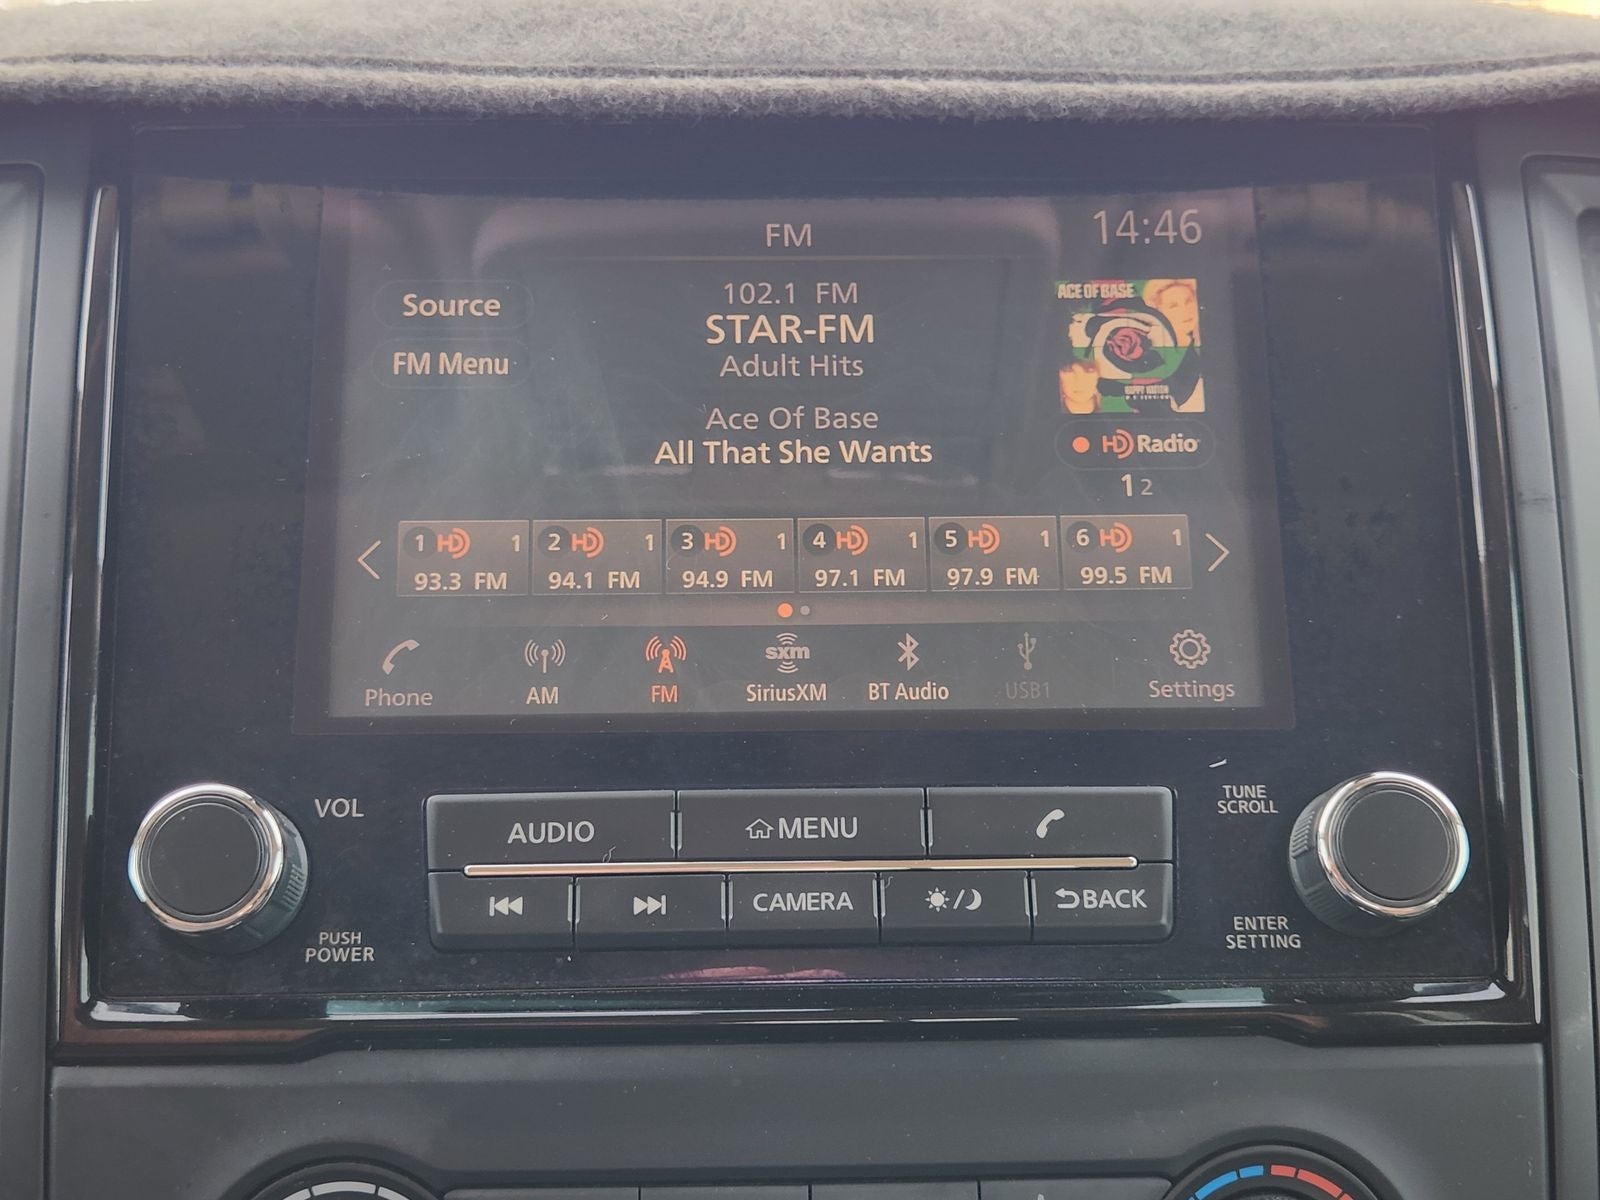 FM
14:46
Source
FM Menu
102.1 FM
STAR-FM
Adult Hits
Ace Of Base
All That She Wants
ACE OF BASE
HAPPY NATION
U.S. VERSION
HD Radio
1 2
1 HD 1
93.3 FM
2 HD 1
94.1 FM
3 HD 1
94.9 FM
4 HD 1
97.1 FM
5 HD 1
97.9 FM
6 HD 1
99.5 FM
Phone
AM
FM
sxm
SiriusXM
BT Audio
USB1
Settings
VOL
PUSH
POWER
AUDIO
MENU
CAMERA
BACK
TUNE
SCROLL
ENTER
SETTING